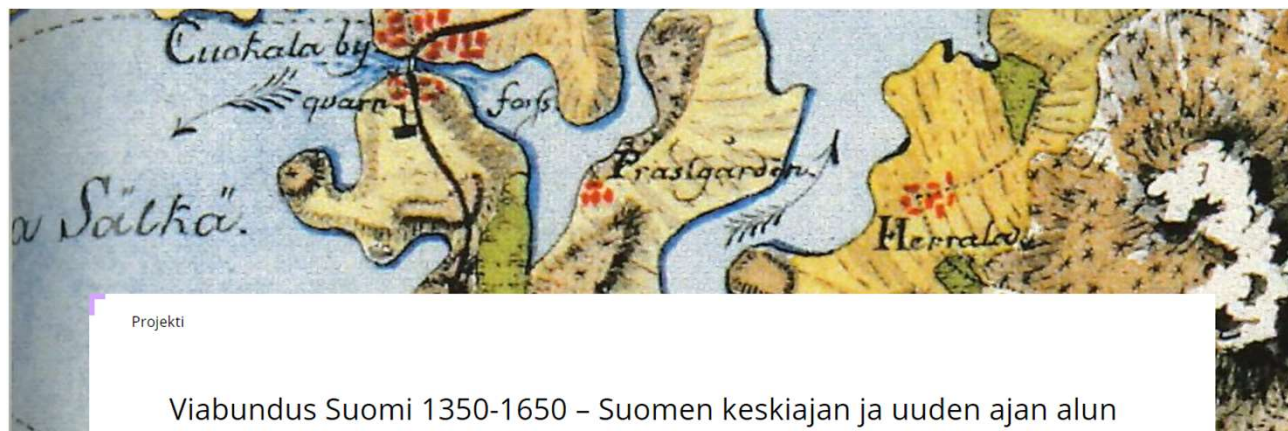 Cuokala by
quarn fors.
Prästgården.
a Sälkä.
Herrala
Projekti
Viabundus Suomi 1350-1650 – Suomen keskiajan ja uuden ajan alun